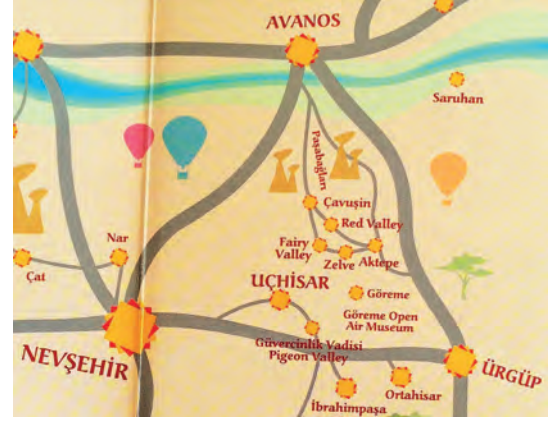 AVANOS
Saruhan
Paşabağları
Çavuşin
Red Valley
Nar
Fairy
Valley
Zelve
Aktepe
Çat
UÇHİSAR
Göreme
Göreme Open
Air Museum
NEVŞEHİR
Güvercinlik Vadisi
Pigeon Valley
ÜRGÜP
Ortahisar
İbrahimpaşa